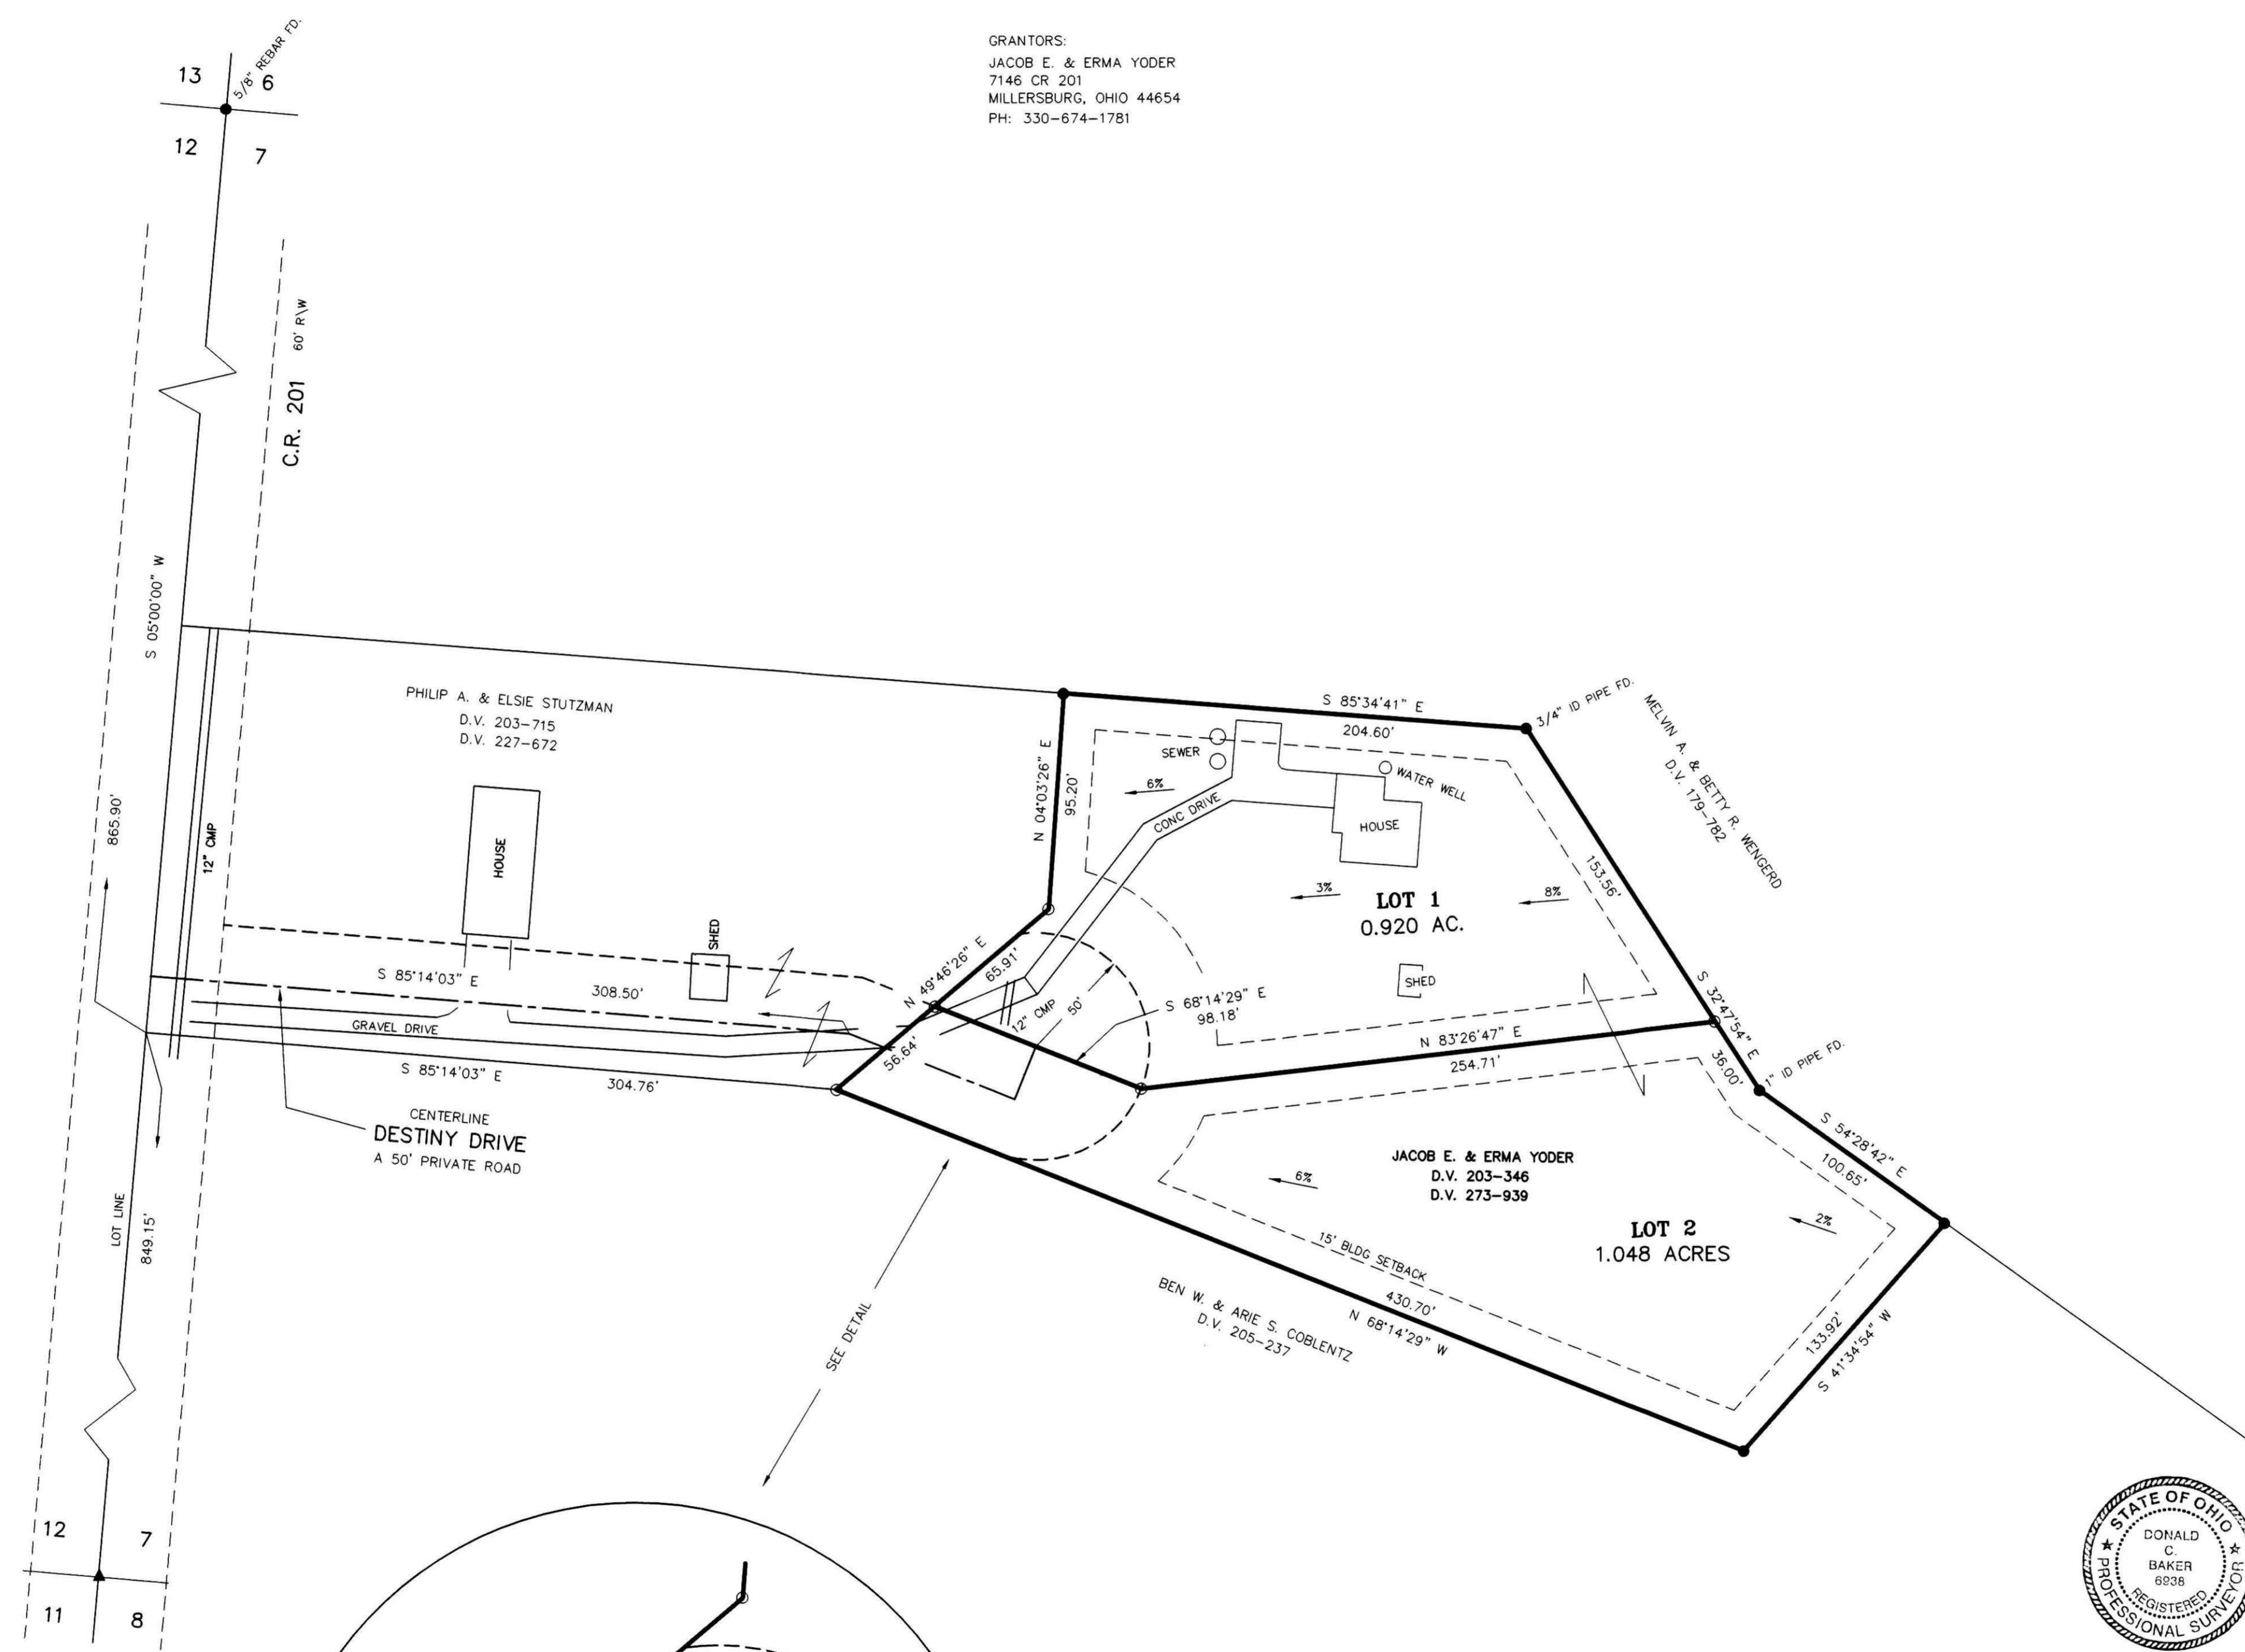 GRANTORS:
JACOB E. & ERMA YODER
7146 CR 201
MILLERSBURG, OHIO 44654
PH: 330-674-1781
13
6
5/8" REBAR FD.
12
7
C.R. 201 60' R\W
S 05°00'00" W
865.90'
12" CMP
PHILIP A. & ELSIE STUTZMAN
D.V. 203-715
D.V. 227-672
HOUSE
SHED
S 85°14'03" E
308.50'
GRAVEL DRIVE
S 85°14'03" E
304.76'
CENTERLINE
DESTINY DRIVE
A 50' PRIVATE ROAD
LOT LINE
849.15'
S 85°34'41" E
204.60'
3/4" ID PIPE FD.
MELVIN A. & BETTY R. WENGERD
D.V. 179-782
N 04°03'26" E
95.20'
SEWER
6%
CONC DRIVE
WATER WELL
HOUSE
3%
LOT 1
0.920 AC.
8%
153.56'
SHED
S 32°47'54" E
36.00'
N 49°46'26" E
65.91'
56.64'
12" CMP
50'
S 68°14'29" E
98.18'
N 83°26'47" E
254.71'
1" ID PIPE FD.
S 54°28'42" E
100.65'
JACOB E. & ERMA YODER
D.V. 203-346
D.V. 273-939
6%
LOT 2
1.048 ACRES
2%
15' BLDG SETBACK
430.70'
N 68°14'29" W
133.92'
S 41°34'54" W
BEN W. & ARIE S. COBLENTZ
D.V. 205-237
SEE DETAIL
12
7
11
8
STATE OF OHIO
DONALD
C.
BAKER
6938
REGISTERED
PROFESSIONAL SURVEYOR